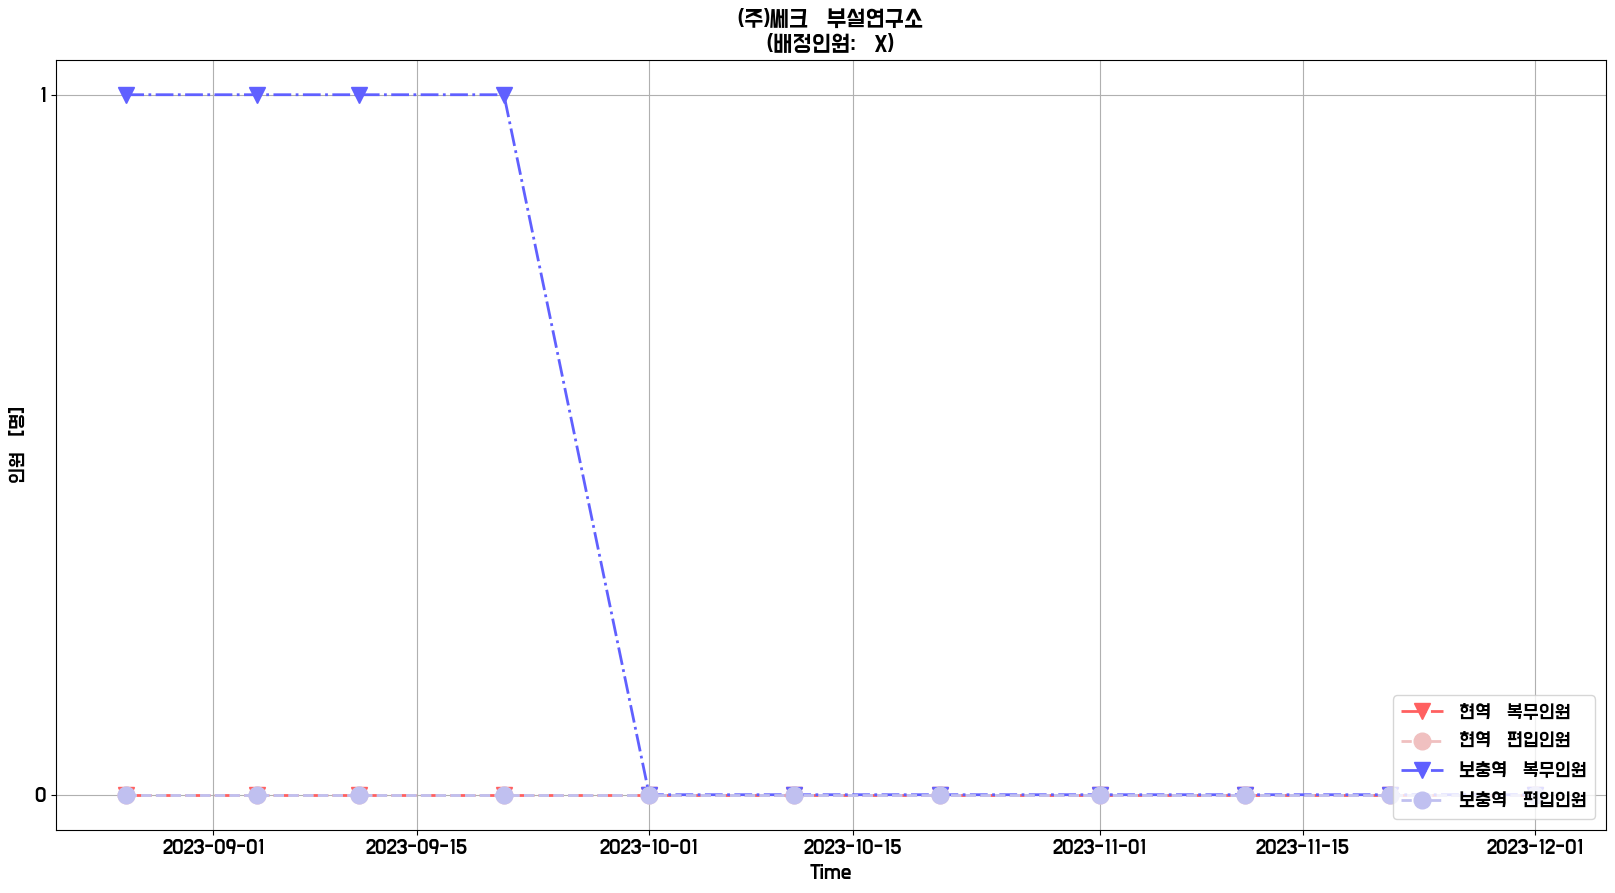 (주)쎄크 부설연구소
(배정인원: X)
1
0
인원 [명]
현역 복무인원
현역 편입인원
보충역 복무인원
보충역 편입인원
2023-09-01 2023-09-15 2023-10-01 2023-10-15 2023-11-01 2023-11-15 2023-12-01
Time